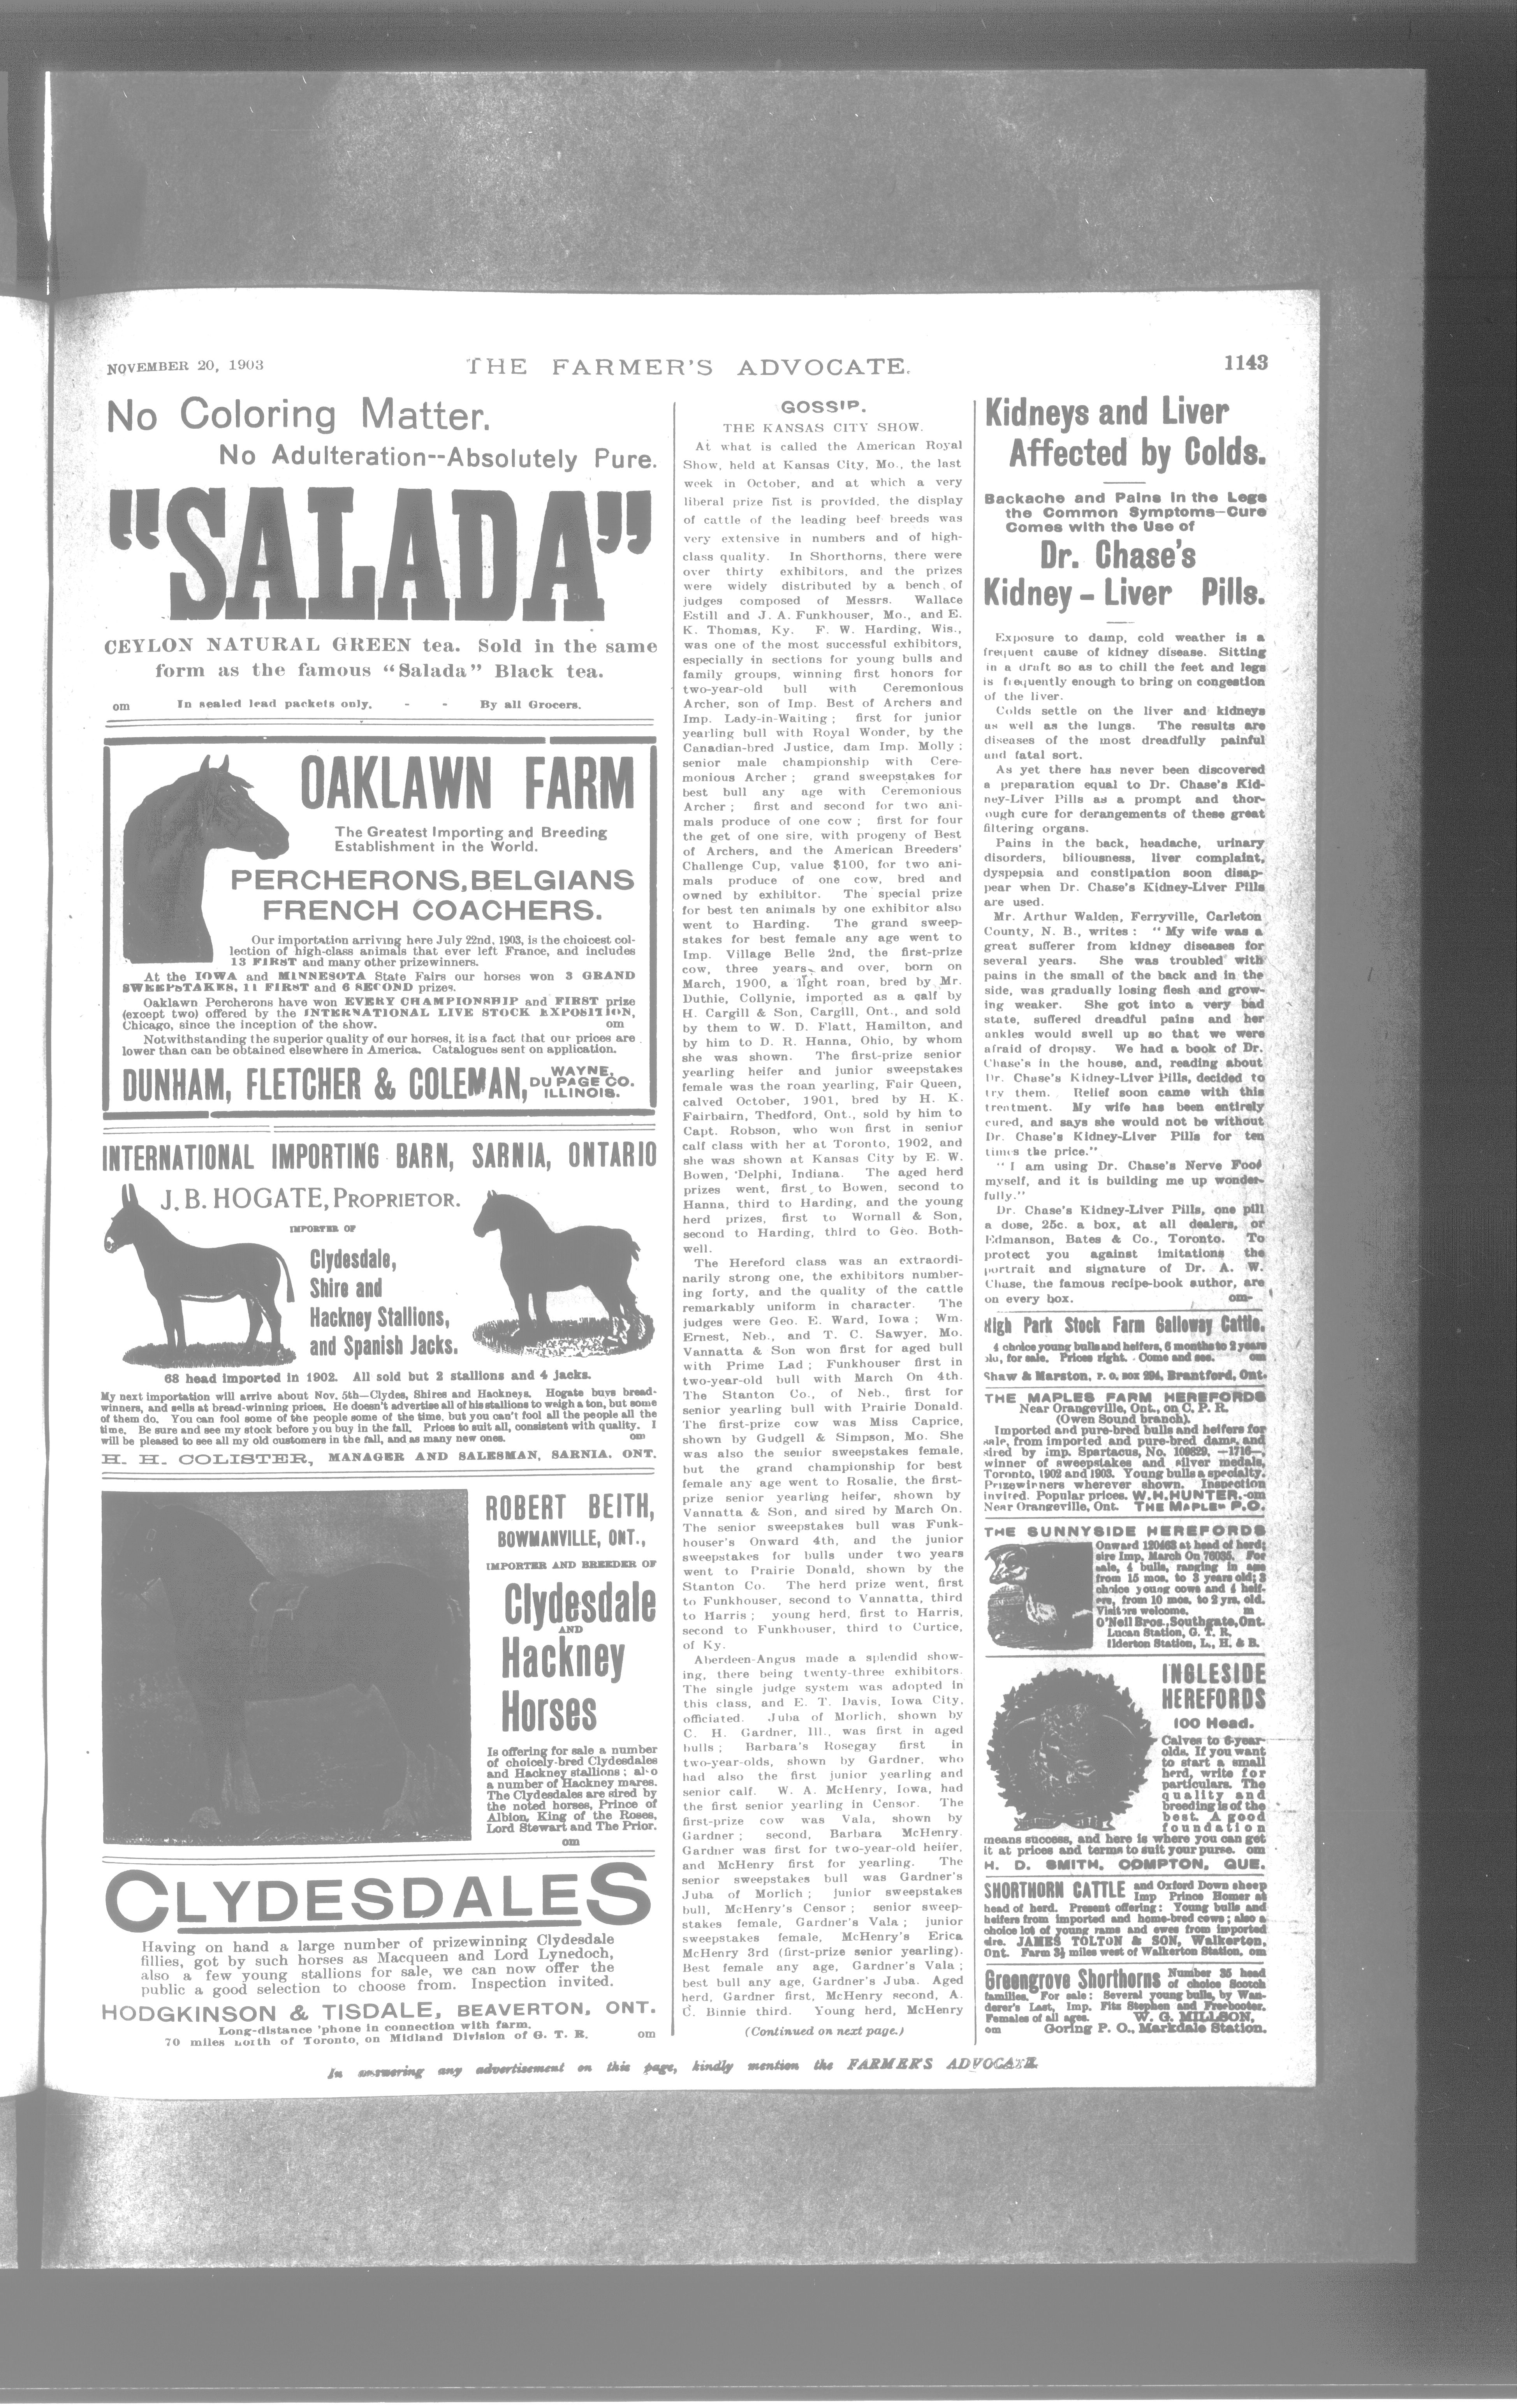 NOVEMBER 20, 1903
THE FARMER'S ADVOCATE.
1143
No Coloring Matter.
No Adulteration--Absolutely Pure.
"SALADA"
CEYLON NATURAL GREEN tea. Sold in the same
form as the famous "Salada" Black tea.
om In sealed lead packets only. - - By all Grocers.
OAKLAWN FARM
The Greatest Importing and Breeding
Establishment in the World.
PERCHERONS, BELGIANS
FRENCH COACHERS.
Our importation arriving here July 22nd, 1903, is the choicest col-
lection of high-class animals that ever left France, and includes
13 FIRST and many other prizewinners.
At the IOWA and MINNESOTA State Fairs our horses won 3 GRAND
SWEEPSTAKES, 11 FIRST and 6 SECOND prizes.
Oaklawn Percherons have won EVERY CHAMPIONSHIP and FIRST prize
(except two) offered by the INTERNATIONAL LIVE STOCK EXPOSITION,
Chicago, since the inception of the show. om
Notwithstanding the superior quality of our horses, it is a fact that our prices are
lower than can be obtained elsewhere in America. Catalogues sent on application.
DUNHAM, FLETCHER & COLEMAN,
WAYNE,
DU PAGE CO.
ILLINOIS.
INTERNATIONAL IMPORTING BARN, SARNIA, ONTARIO
J. B. HOGATE, PROPRIETOR.
IMPORTER OF
Clydesdale,
Shire and
Hackney Stallions,
and Spanish Jacks.
68 head imported in 1902. All sold but 2 stallions and 4 jacks.
My next importation will arrive about Nov. 5th—Clydes, Shires and Hackneys. Hogate buys bread-
winners, and sells at bread-winning prices. He doesn't advertise all of his stallions to weigh a ton, but some
of them do. You can fool some of the people some of the time, but you can't fool all the people all the
time. Be sure and see my stock before you buy in the fall. Prices to suit all, consistent with quality. I
will be pleased to see all my old customers in the fall, and as many new ones. om
H. H. COLISTER, MANAGER AND SALESMAN, SARNIA. ONT.
ROBERT BEITH,
BOWMANVILLE, ONT.,
IMPORTER AND BREEDER OF
Clydesdale
AND
Hackney
Horses
Is offering for sale a number
of choicely-bred Clydesdales
and Hackney stallions; also
a number of Hackney mares.
The Clydesdales are sired by
the noted horses, Prince of
Albion, King of the Roses,
Lord Stewart and The Prior.
om
CLYDESDALES
Having on hand a large number of prizewinning Clydesdale
fillies, got by such horses as Macqueen and Lord Lynedoch,
also a few young stallions for sale, we can now offer the
public a good selection to choose from. Inspection invited.
HODGKINSON & TISDALE, BEAVERTON, ONT.
Long-distance 'phone in connection with farm.
70 miles north of Toronto, on Midland Division of G. T. R. om
GOSSIP.
THE KANSAS CITY SHOW.
At what is called the American Royal
Show, held at Kansas City, Mo., the last
week in October, and at which a very
liberal prize list is provided, the display
of cattle of the leading beef breeds was
very extensive in numbers and of high-
class quality. In Shorthorns, there were
over thirty exhibitors, and the prizes
were widely distributed by a bench of
judges composed of Messrs. Wallace
Estill and J. A. Funkhouser, Mo., and E.
K. Thomas, Ky. F. W. Harding, Wis.,
was one of the most successful exhibitors,
especially in sections for young bulls and
family groups, winning first honors for
two-year-old bull with Ceremonious
Archer, son of Imp. Best of Archers and
Imp. Lady-in-Waiting; first for junior
yearling bull with Royal Wonder, by the
Canadian-bred Justice, dam Imp. Molly;
senior male championship with Cere-
monious Archer; grand sweepstakes for
best bull any age with Ceremonious
Archer; first and second for two ani-
mals produce of one cow; first for four
the get of one sire, with progeny of Best
of Archers, and the American Breeders'
Challenge Cup, value $100, for two ani-
mals produce of one cow, bred and
owned by exhibitor. The special prize
for best ten animals by one exhibitor also
went to Harding. The grand sweep-
stakes for best female any age went to
Imp. Village Belle 2nd, the first-prize
cow, three years and over, born on
March, 1900, a light roan, bred by Mr.
Duthie, Collynie, imported as a calf by
H. Cargill & Son, Cargill, Ont., and sold
by them to W. D. Flatt, Hamilton, and
by him to D. R. Hanna, Ohio, by whom
she was shown. The first-prize senior
yearling heifer and junior sweepstakes
female was the roan yearling, Fair Queen,
calved October, 1901, bred by H. K.
Fairbairn, Thedford, Ont., sold by him to
Capt. Robson, who won first in senior
calf class with her at Toronto, 1902, and
she was shown at Kansas City by E. W.
Bowen, Delphi, Indiana. The aged herd
prizes went, first to Bowen, second to
Hanna, third to Harding, and the young
herd prizes, first to Wornall & Son,
second to Harding, third to Geo. Both-
well.
The Hereford class was an extraordi-
narily strong one, the exhibitors number-
ing forty, and the quality of the cattle
remarkably uniform in character. The
judges were Geo. E. Ward, Iowa; Wm.
Ernest, Neb., and T. C. Sawyer, Mo.
Vannatta & Son won first for aged bull
with Prime Lad; Funkhouser first in
two-year-old bull with March On 4th.
The Stanton Co., of Neb., first for
senior yearling bull with Prairie Donald.
The first-prize cow was Miss Caprice,
shown by Gudgell & Simpson, Mo. She
was also the senior sweepstakes female,
but the grand championship for best
female any age went to Rosalie, the first-
prize senior yearling heifer, shown by
Vannatta & Son, and sired by March On.
The senior sweepstakes bull was Funk-
houser's Onward 4th, and the junior
sweepstakes for bulls under two years
went to Prairie Donald, shown by the
Stanton Co. The herd prize went, first
to Funkhouser, second to Vannatta, third
to Harris; young herd, first to Harris,
second to Funkhouser, third to Curtice,
of Ky.
Aberdeen-Angus made a splendid show-
ing, there being twenty-three exhibitors.
The single judge system was adopted in
this class, and E. T. Davis, Iowa City,
officiated. Juba of Morlich, shown by
C. H. Gardner, Ill., was first in aged
bulls; Barbara's Rosegay first in
two-year-olds, shown by Gardner, who
had also the first junior yearling and
senior calf. W. A. McHenry, Iowa, had
the first senior yearling in Censor. The
first-prize cow was Vala, shown by
Gardner; second, Barbara McHenry.
Gardner was first for two-year-old heifer,
and McHenry first for yearling. The
senior sweepstakes bull was Gardner's
Juba of Morlich; junior sweepstakes
bull, McHenry's Censor; senior sweep-
stakes female, Gardner's Vala; junior
sweepstakes female, McHenry's Erica
McHenry 3rd (first-prize senior yearling).
Best female any age, Gardner's Vala;
best bull any age, Gardner's Juba. Aged
herd, Gardner first, McHenry second, A.
C. Binnie third. Young herd, McHenry
(Continued on next page.)
Kidneys and Liver
Affected by Colds.
Backache and Pains in the Legs
the Common Symptoms—Cure
Comes with the Use of
Dr. Chase's
Kidney - Liver Pills.
Exposure to damp, cold weather is a
frequent cause of kidney disease. Sitting
in a draft so as to chill the feet and legs
is frequently enough to bring on congestion
of the liver.
Colds settle on the liver and kidneys
as well as the lungs. The results are
diseases of the most dreadfully painful
and fatal sort.
As yet there has never been discovered
a preparation equal to Dr. Chase's Kid-
ney-Liver Pills as a prompt and thor-
ough cure for derangements of these great
filtering organs.
Pains in the back, headache, urinary
disorders, biliousness, liver complaint,
dyspepsia and constipation soon disap-
pear when Dr. Chase's Kidney-Liver Pills
are used.
Mr. Arthur Walden, Ferryville, Carleton
County, N. B., writes: "My wife was a
great sufferer from kidney diseases for
several years. She was troubled with
pains in the small of the back and in the
side, was gradually losing flesh and grow-
ing weaker. She got into a very bad
state, suffered dreadful pains and her
ankles would swell up so that we were
afraid of dropsy. We had a book of Dr.
Chase's in the house, and, reading about
Dr. Chase's Kidney-Liver Pills, decided to
try them. Relief soon came with this
treatment. My wife has been entirely
cured, and says she would not be without
Dr. Chase's Kidney-Liver Pills for ten
times the price."
"I am using Dr. Chase's Nerve Food
myself, and it is building me up wonder-
fully."
Dr. Chase's Kidney-Liver Pills, one pill
a dose, 25c. a box, at all dealers, or
Edmanson, Bates & Co., Toronto. To
protect you against imitations the
portrait and signature of Dr. A. W.
Chase, the famous recipe-book author, are
on every box. om-
High Park Stock Farm Galloway Cattle.
4 choice young bulls and heifers, 6 months to 2 years
old, for sale. Prices right. Come and see. om
Shaw & Marston, P. O. BOX 294, Brantford, Ont.
THE MAPLES FARM HEREFORDS
Near Orangeville, Ont., on C. P. R.
(Owen Sound branch).
Imported and pure-bred bulls and heifers for
sale, from imported and pure-bred dams, and
sired by imp. Spartacus, No. 109829, —1716—,
winner of sweepstakes and silver medals,
Toronto, 1902 and 1903. Young bulls a specialty.
Prizewinners wherever shown. Inspection
invited. Popular prices. W. H. HUNTER. -om
Near Orangeville, Ont. THE MAPLES P.O.
THE SUNNYSIDE HEREFORDS
Onward 120463 at head of herd;
sire Imp. March On 76035. For
sale, 4 bulls, ranging in age
from 15 mos. to 3 years old; 3
choice young cows and 4 heif-
ers, from 10 mos. to 2 yrs. old.
Visitors welcome. m
O'Neil Bros., Southgate, Ont.
Lucan Station, G. T. R.
Ilderton Station, L., H. & B.
INGLESIDE
HEREFORDS
100 Head.
Calves to 6-year-
olds. If you want
to start a small
herd, write for
particulars. The
quality and
breeding is of the
best. A good
foundation
means success, and here is where you can get
it at prices and terms to suit your purse. om
H. D. SMITH, COMPTON, QUE.
SHORTHORN CATTLE and Oxford Down sheep
Imp Prince Homer at
head of herd. Present offering: Young bulls and
heifers from imported and home-bred cows; also a
choice lot of young rams and ewes from imported
sire. JAMES TOLTON & SON, Walkerton,
Ont. Farm 3½ miles west of Walkerton Station. om
Greengrove Shorthorns Number 35 head
of choice Scotch
families. For sale: Several young bulls, by Wan-
derer's Last, Imp. Fitz Stephen and Freebooter.
Females of all ages. W. G. MILLSON,
om Goring P. O., Markdale Station.
In answering any advertisement on this page, kindly mention the FARMER'S ADVOCATE.